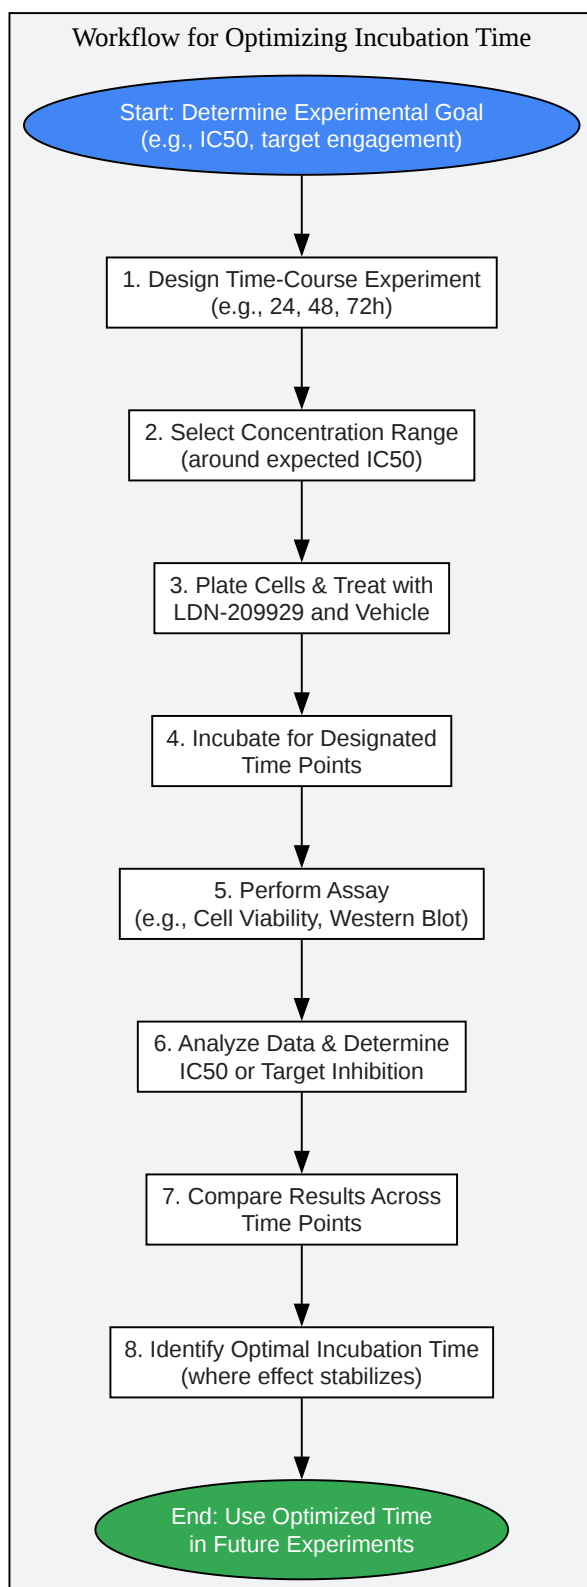 Workflow for Optimizing Incubation Time
Start: Determine Experimental Goal
(e.g., IC50, target engagement)
1. Design Time-Course Experiment
(e.g., 24, 48, 72h)
2. Select Concentration Range
(around expected IC50)
3. Plate Cells & Treat with
LDN-209929 and Vehicle
4. Incubate for Designated
Time Points
5. Perform Assay
(e.g., Cell Viability, Western Blot)
6. Analyze Data & Determine
IC50 or Target Inhibition
7. Compare Results Across
Time Points
8. Identify Optimal Incubation Time
(where effect stabilizes)
End: Use Optimized Time
in Future Experiments